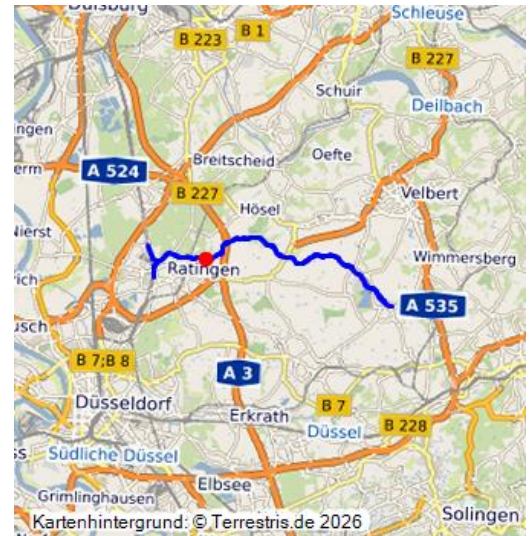 Duisburg
B 223
B 1
Schleuse
B 227
Schuir
Deilbach
ingen
Breitscheid
Oefte
erm
A 524
B 227
Velbert
Hösel
Nierst
Wimmersberg
Ratingen
rich
A 535
usch
B 7;B 8
A 3
Düsseldorf
B 7
Erkrath
Düssel
B 228
ss
Südliche Düssel
Elbsee
Grimlinghausen
Solingen
Kartenhintergrund: © Terrestris.de 2026